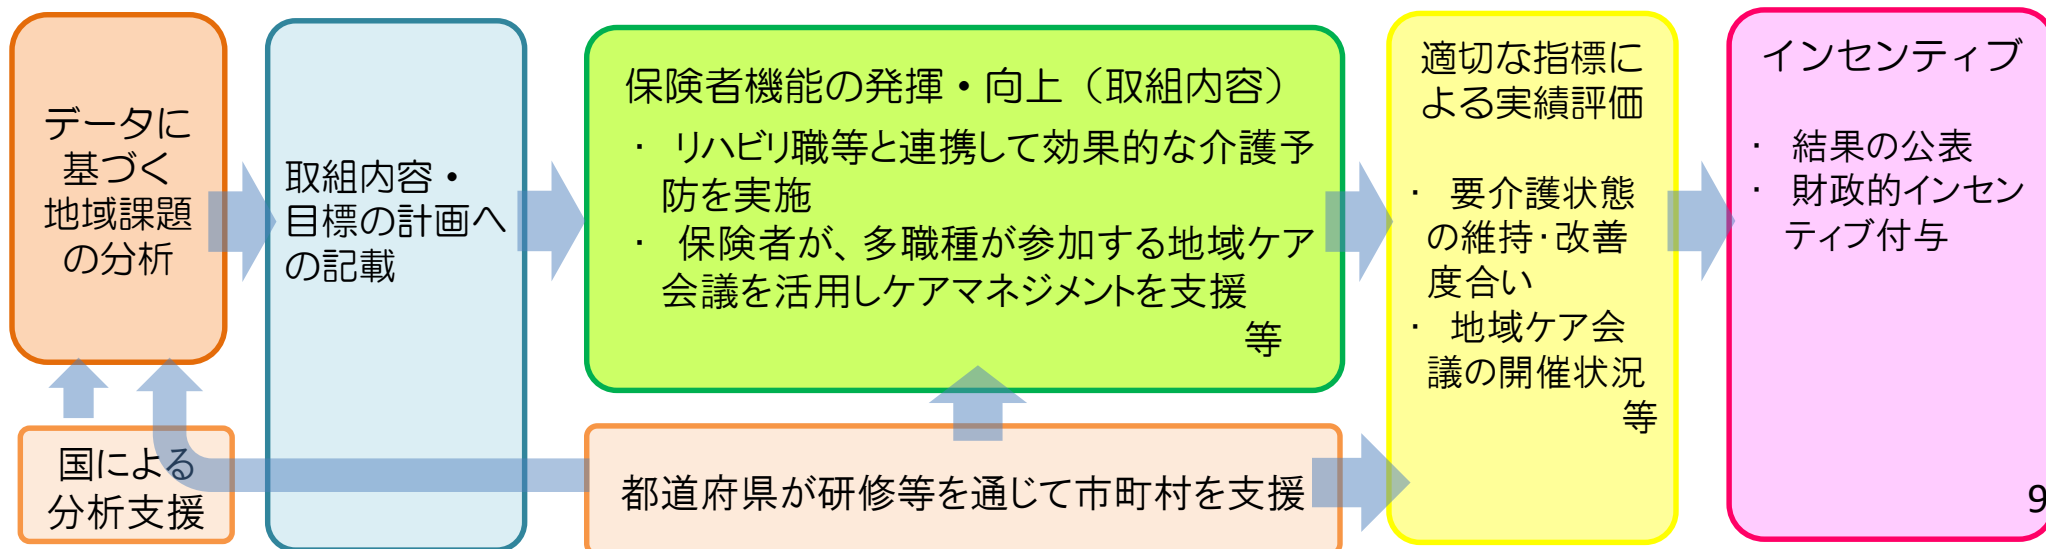 データに
基づく
地域課題
の分析
国による
分析支援
取組内容・
目標の計画へ
の記載
保険者機能の発揮・向上（取組内容）
・ リハビリ職等と連携して効果的な介護予
防を実施
・ 保険者が、多職種が参加する地域ケア
会議を活用しケアマネジメントを支援
等
都道府県が研修等を通じて市町村を支援
適切な指標に
よる実績評価
・ 要介護状態
の維持・改善
度合い
・ 地域ケア会
議の開催状況
等
インセンティブ
・ 結果の公表
・ 財政的インセン
ティブ付与
9